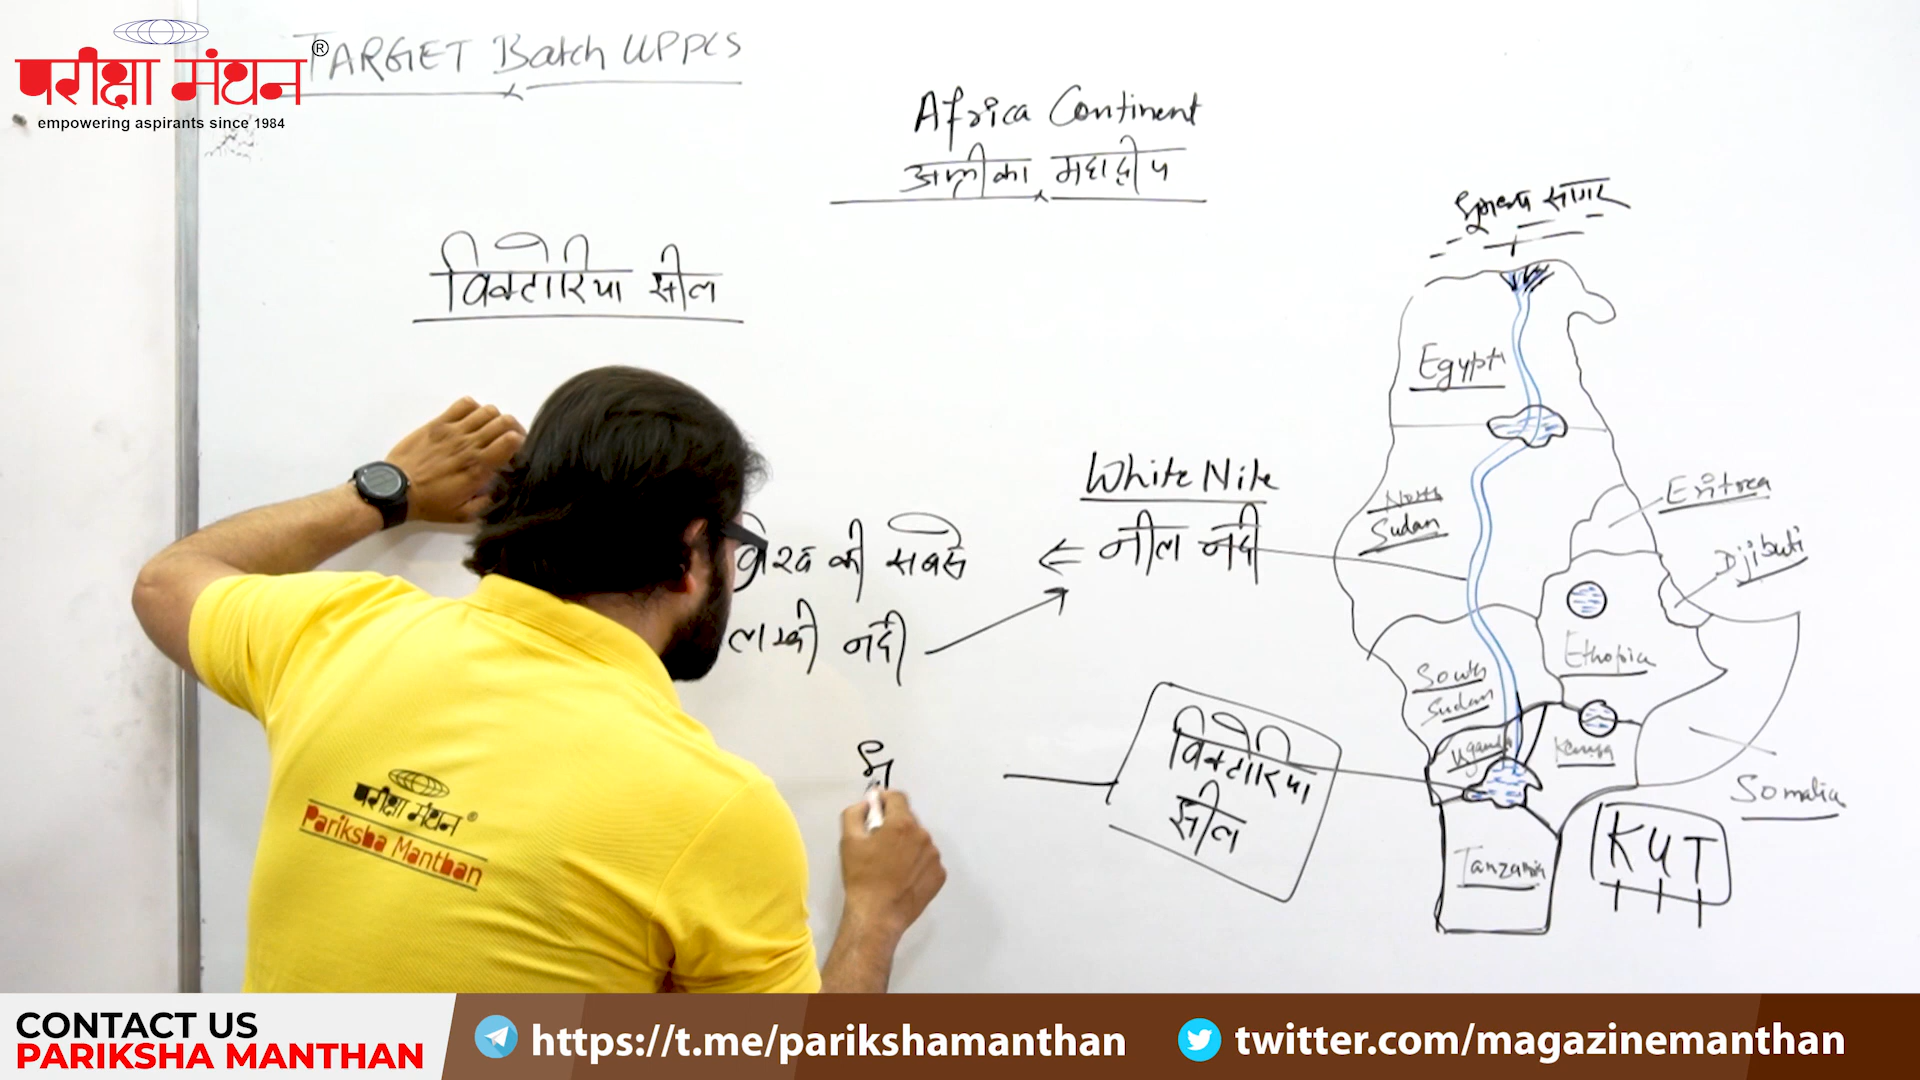 परीक्षा मंथन ®
empowering aspirants since 1984
TARGET Batch UPPCS
Africa Continent
अफ्रीका महाद्वीप
विक्टोरिया झील
भूमध्य सागर
Egypt
White Nile
नील नदी
विश्व की सबसे
लम्बी नदी
North
Sudan
Eritrea
Djibuti
Ethopia
South
Sudan
Uganda
Kenya
Somalia
विक्टोरिया
झील
Tanzania
KUT
परीक्षा मंथन ®
Pariksha Manthan
CONTACT US
PARIKSHA MANTHAN
https://t.me/parikshamanthan
twitter.com/magazinemanthan